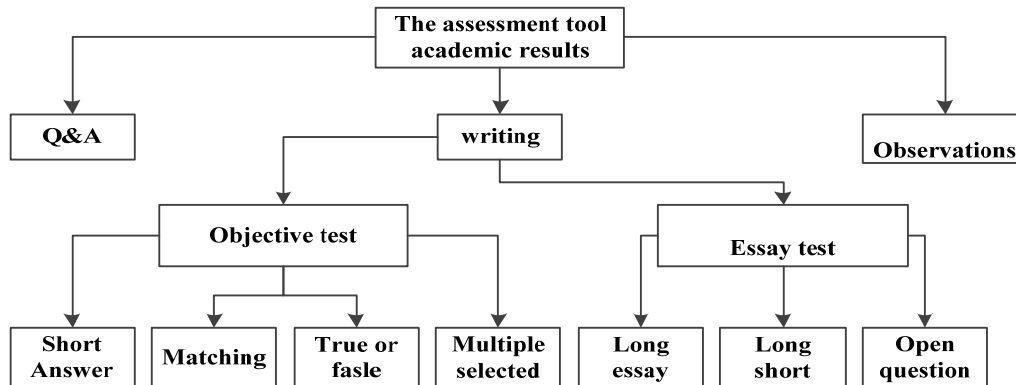 The assessment tool
academic results
Q&A
writing
Observations
Objective test
Essay test
Short
Answer
Matching
True or
fasle
Multiple
selected
Long
essay
Long
short
Open
question